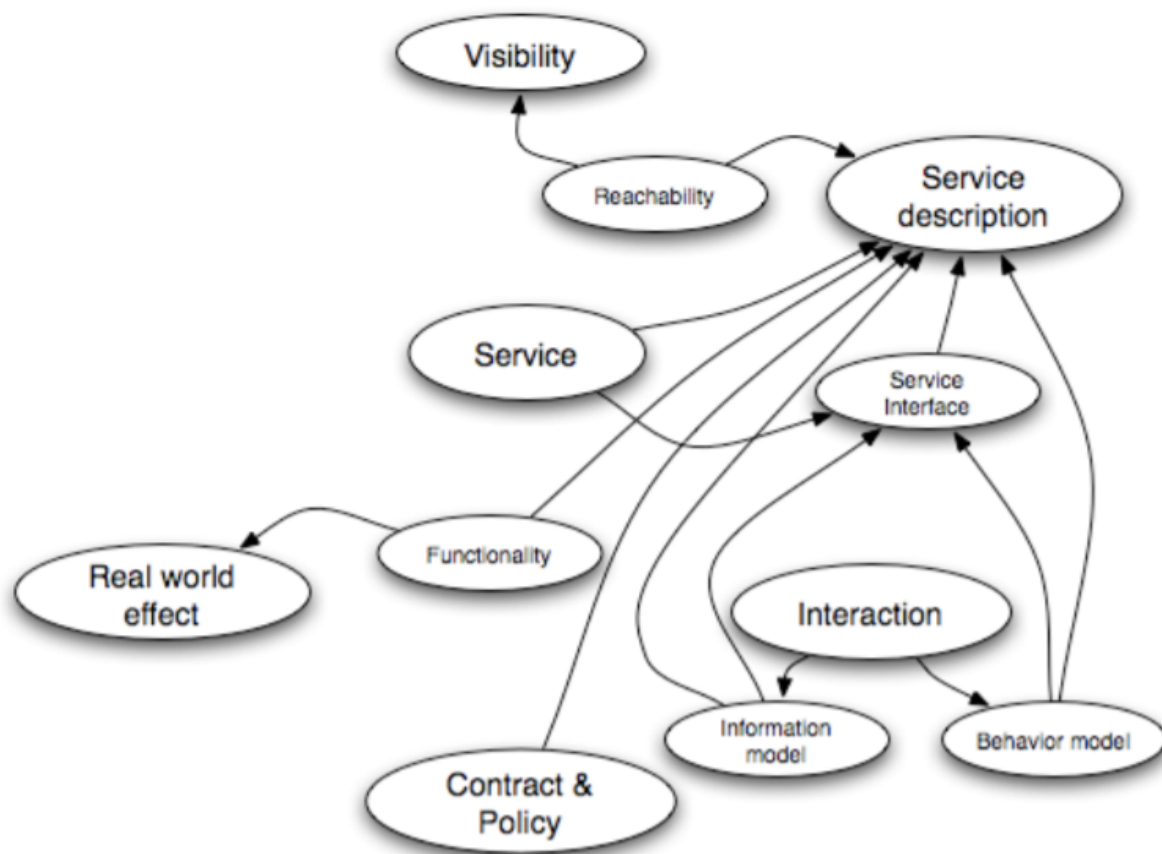 Visibility
Reachability
Service
description
Service
Service
Interface
Functionality
Real world
effect
Interaction
Information
model
Behavior model
Contract &
Policy